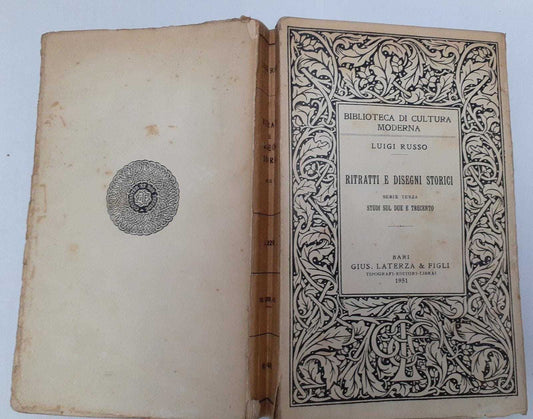 BIBLIOTECA DI CULTURA
MODERNA
LUIGI RUSSO
RITRATTI E DISEGNI STORICI
SERIE TERZA
STUDI SUL DUE E TRECENTO
BARI
GIUS. LATERZA & FIGLI
TIPOGRAFI-EDITORI-LIBRAI
1951